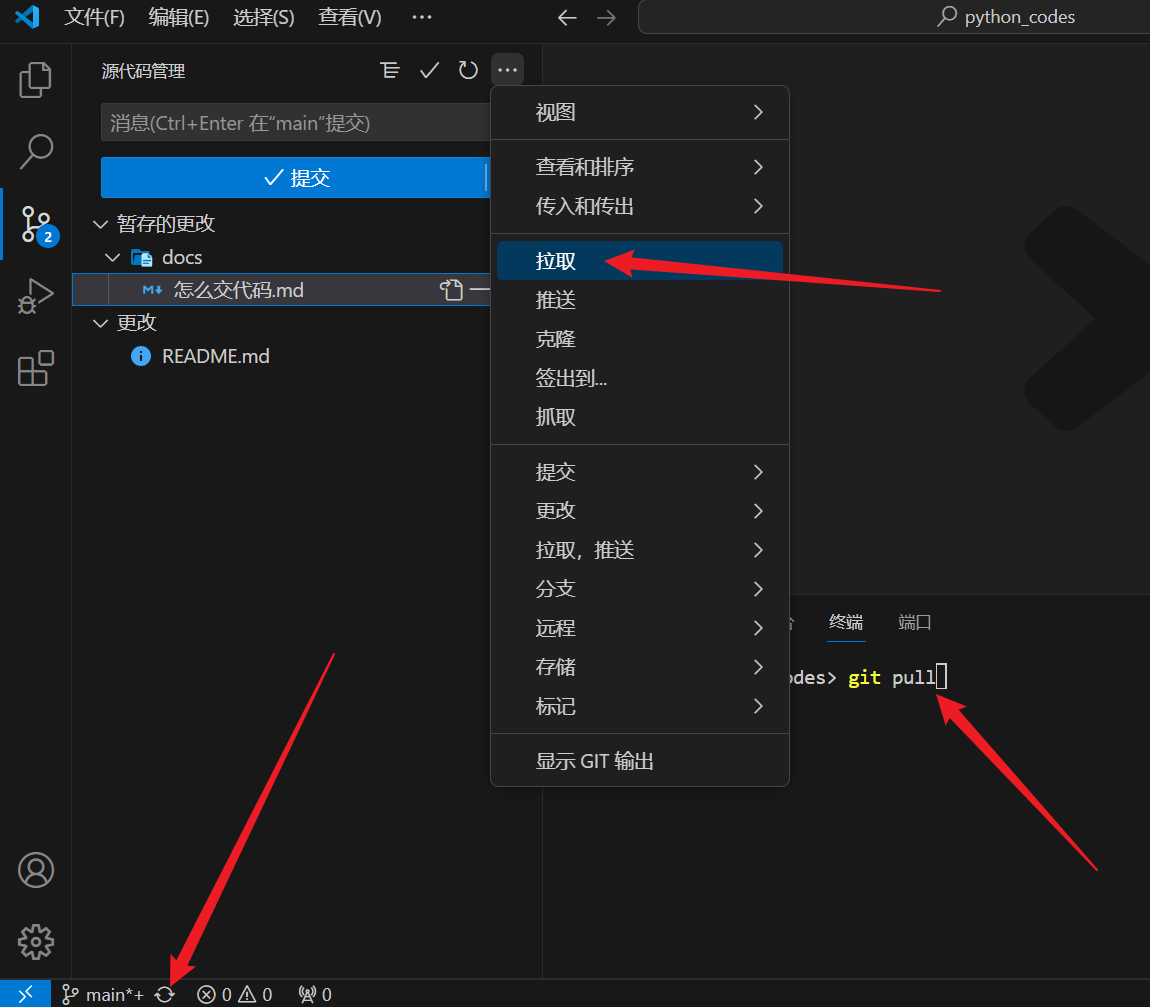 文件(F) 编辑(E) 选择(S) 查看(V) ··· python_codes
源代码管理
消息(Ctrl+Enter 在“main”提交)
提交
暂存的更改
docs
怎么交代码.md
更改
README.md
2
视图
查看和排序
传入和传出
拉取
推送
克隆
签出到...
抓取
提交
更改
拉取，推送
分支
远程
存储
标记
显示 GIT 输出
终端 端口
odes> git pull
main*+ 0 0 0